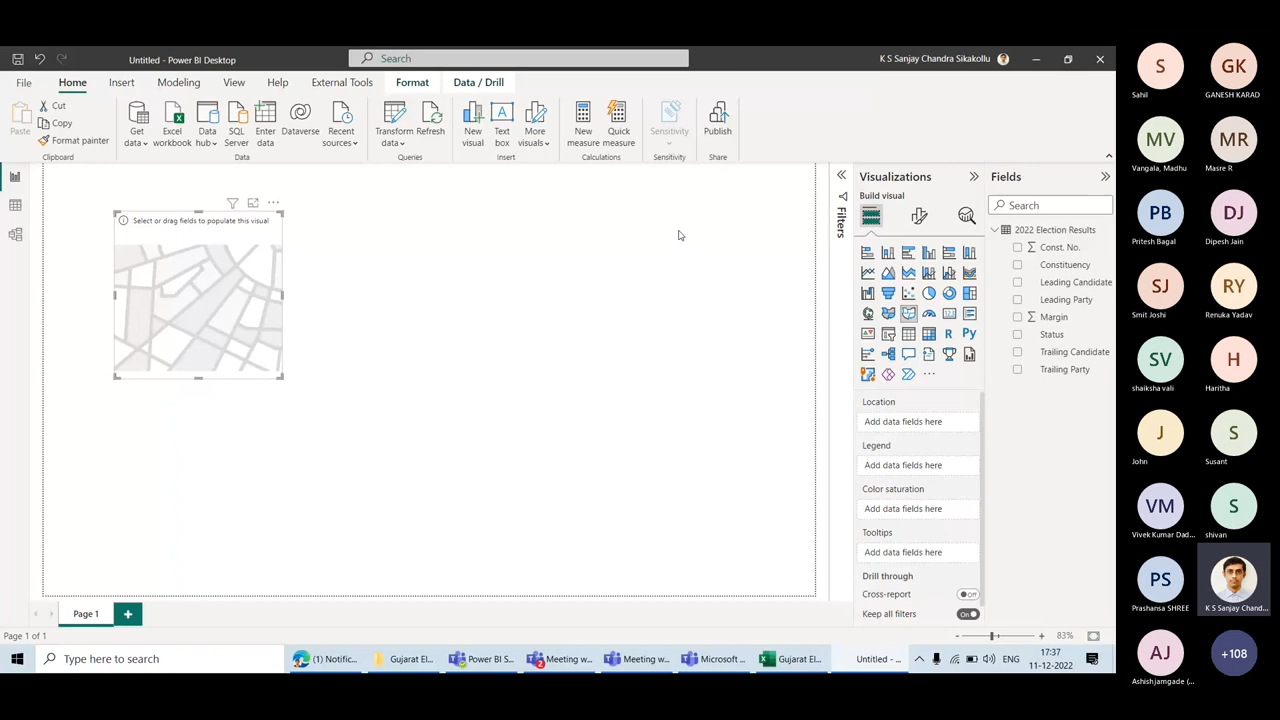 Untitled - Power BI Desktop
Search
K S Sanjay Chandra Sikakollu
File
Home
Insert
Modeling
View
Help
External Tools
Format
Data / Drill
Paste
Cut
Copy
Format painter
Clipboard
Get data
Excel workbook
Data hub
SQL Server
Enter data
Dataverse
Recent sources
Data
Transform data
Refresh
Queries
New visual
Text box
More visuals
Insert
New measure
Quick measure
Calculations
Sensitivity
Sensitivity
Publish
Share
Select or drag fields to populate this visual
Filters
Visualizations
Build visual
R
Py
Location
Add data fields here
Legend
Add data fields here
Color saturation
Add data fields here
Tooltips
Add data fields here
Drill through
Cross-report
Off
Keep all filters
On
Fields
Search
2022 Election Results
Const. No.
Constituency
Leading Candidate
Leading Party
Margin
Status
Trailing Candidate
Trailing Party
Page 1
Page 1 of 1
83%
Type here to search
(1) Notific...
Gujarat El...
Power BI S...
2
Meeting w...
Meeting w...
Microsoft ...
Gujarat El...
Untitled - ...
ENG
17:37
11-12-2022
S
Sahil
GK
GANESH KARAD
MV
Vangala, Madhu
MR
Masre R
PB
Pritesh Bagal
DJ
Dipesh Jain
SJ
Smit Joshi
RY
Renuka Yadav
SV
shaiksha vali
H
Haritha
J
John
S
Susant
VM
Vivek Kumar Dad...
S
shivan
PS
Prashansa SHREE
K S Sanjay Chand...
AJ
Ashish jamgade (...
+108